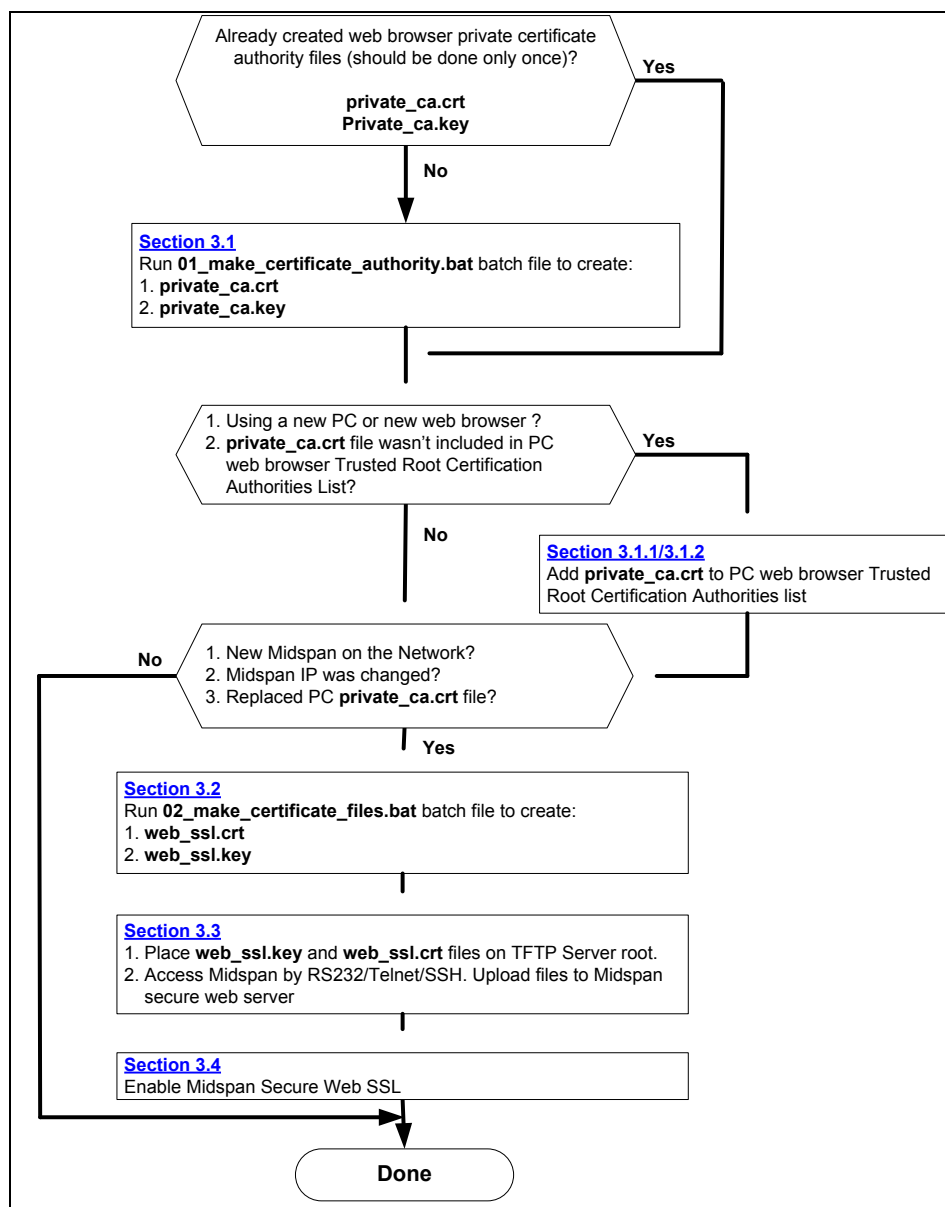 Already created web browser private certificate
authority files (should be done only once)?
private_ca.crt
Private_ca.key
Yes
No
Section 3.1
Run 01_make_certificate_authority.bat batch file to create:
1. private_ca.crt
2. private_ca.key
1. Using a new PC or new web browser ?
2. private_ca.crt file wasn't included in PC
web browser Trusted Root Certification
Authorities List?
Yes
No
Section 3.1.1/3.1.2
Add private_ca.crt to PC web browser Trusted
Root Certification Authorities list
No
1. New Midspan on the Network?
2. Midspan IP was changed?
3. Replaced PC private_ca.crt file?
Yes
Section 3.2
Run 02_make_certificate_files.bat batch file to create:
1. web_ssl.crt
2. web_ssl.key
Section 3.3
1. Place web_ssl.key and web_ssl.crt files on TFTP Server root.
2. Access Midspan by RS232/Telnet/SSH. Upload files to Midspan
secure web server
Section 3.4
Enable Midspan Secure Web SSL
Done